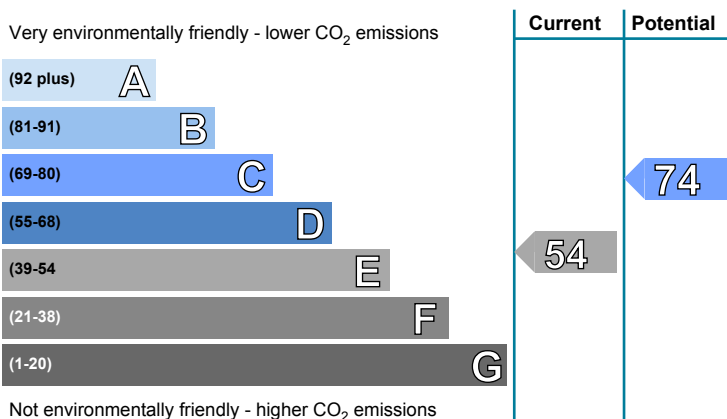 Very environmentally friendly - lower CO2 emissions
Current
Potential
(92 plus) A
(81-91) B
(69-80) C
74
(55-68) D
(39-54 E
54
(21-38) F
(1-20) G
Not environmentally friendly - higher CO2 emissions